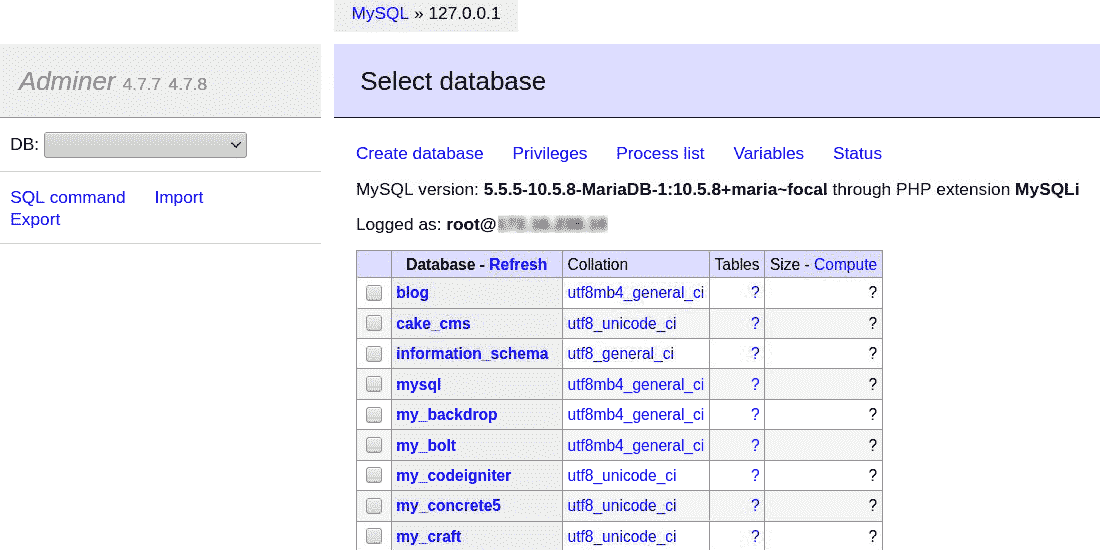 MySQL » 127.0.0.1
Adminer 4.7.7 4.7.8
Select database
DB:
SQL command Import
Export
Create database Privileges Process list Variables Status
MySQL version: 5.5.5-10.5.8-MariaDB-1:10.5.8+maria~focal through PHP extension MySQLi
Logged as: root@
Database - Refresh Collation Tables Size - Compute
blog utf8mb4_general_ci ? ?
cake_cms utf8_unicode_ci ? ?
information_schema utf8_general_ci ? ?
mysql utf8mb4_general_ci ? ?
my_backdrop utf8mb4_general_ci ? ?
my_bolt utf8mb4_general_ci ? ?
my_codeigniter utf8_unicode_ci ? ?
my_concrete5 utf8_unicode_ci ? ?
my_craft utf8_unicode_ci ? ?